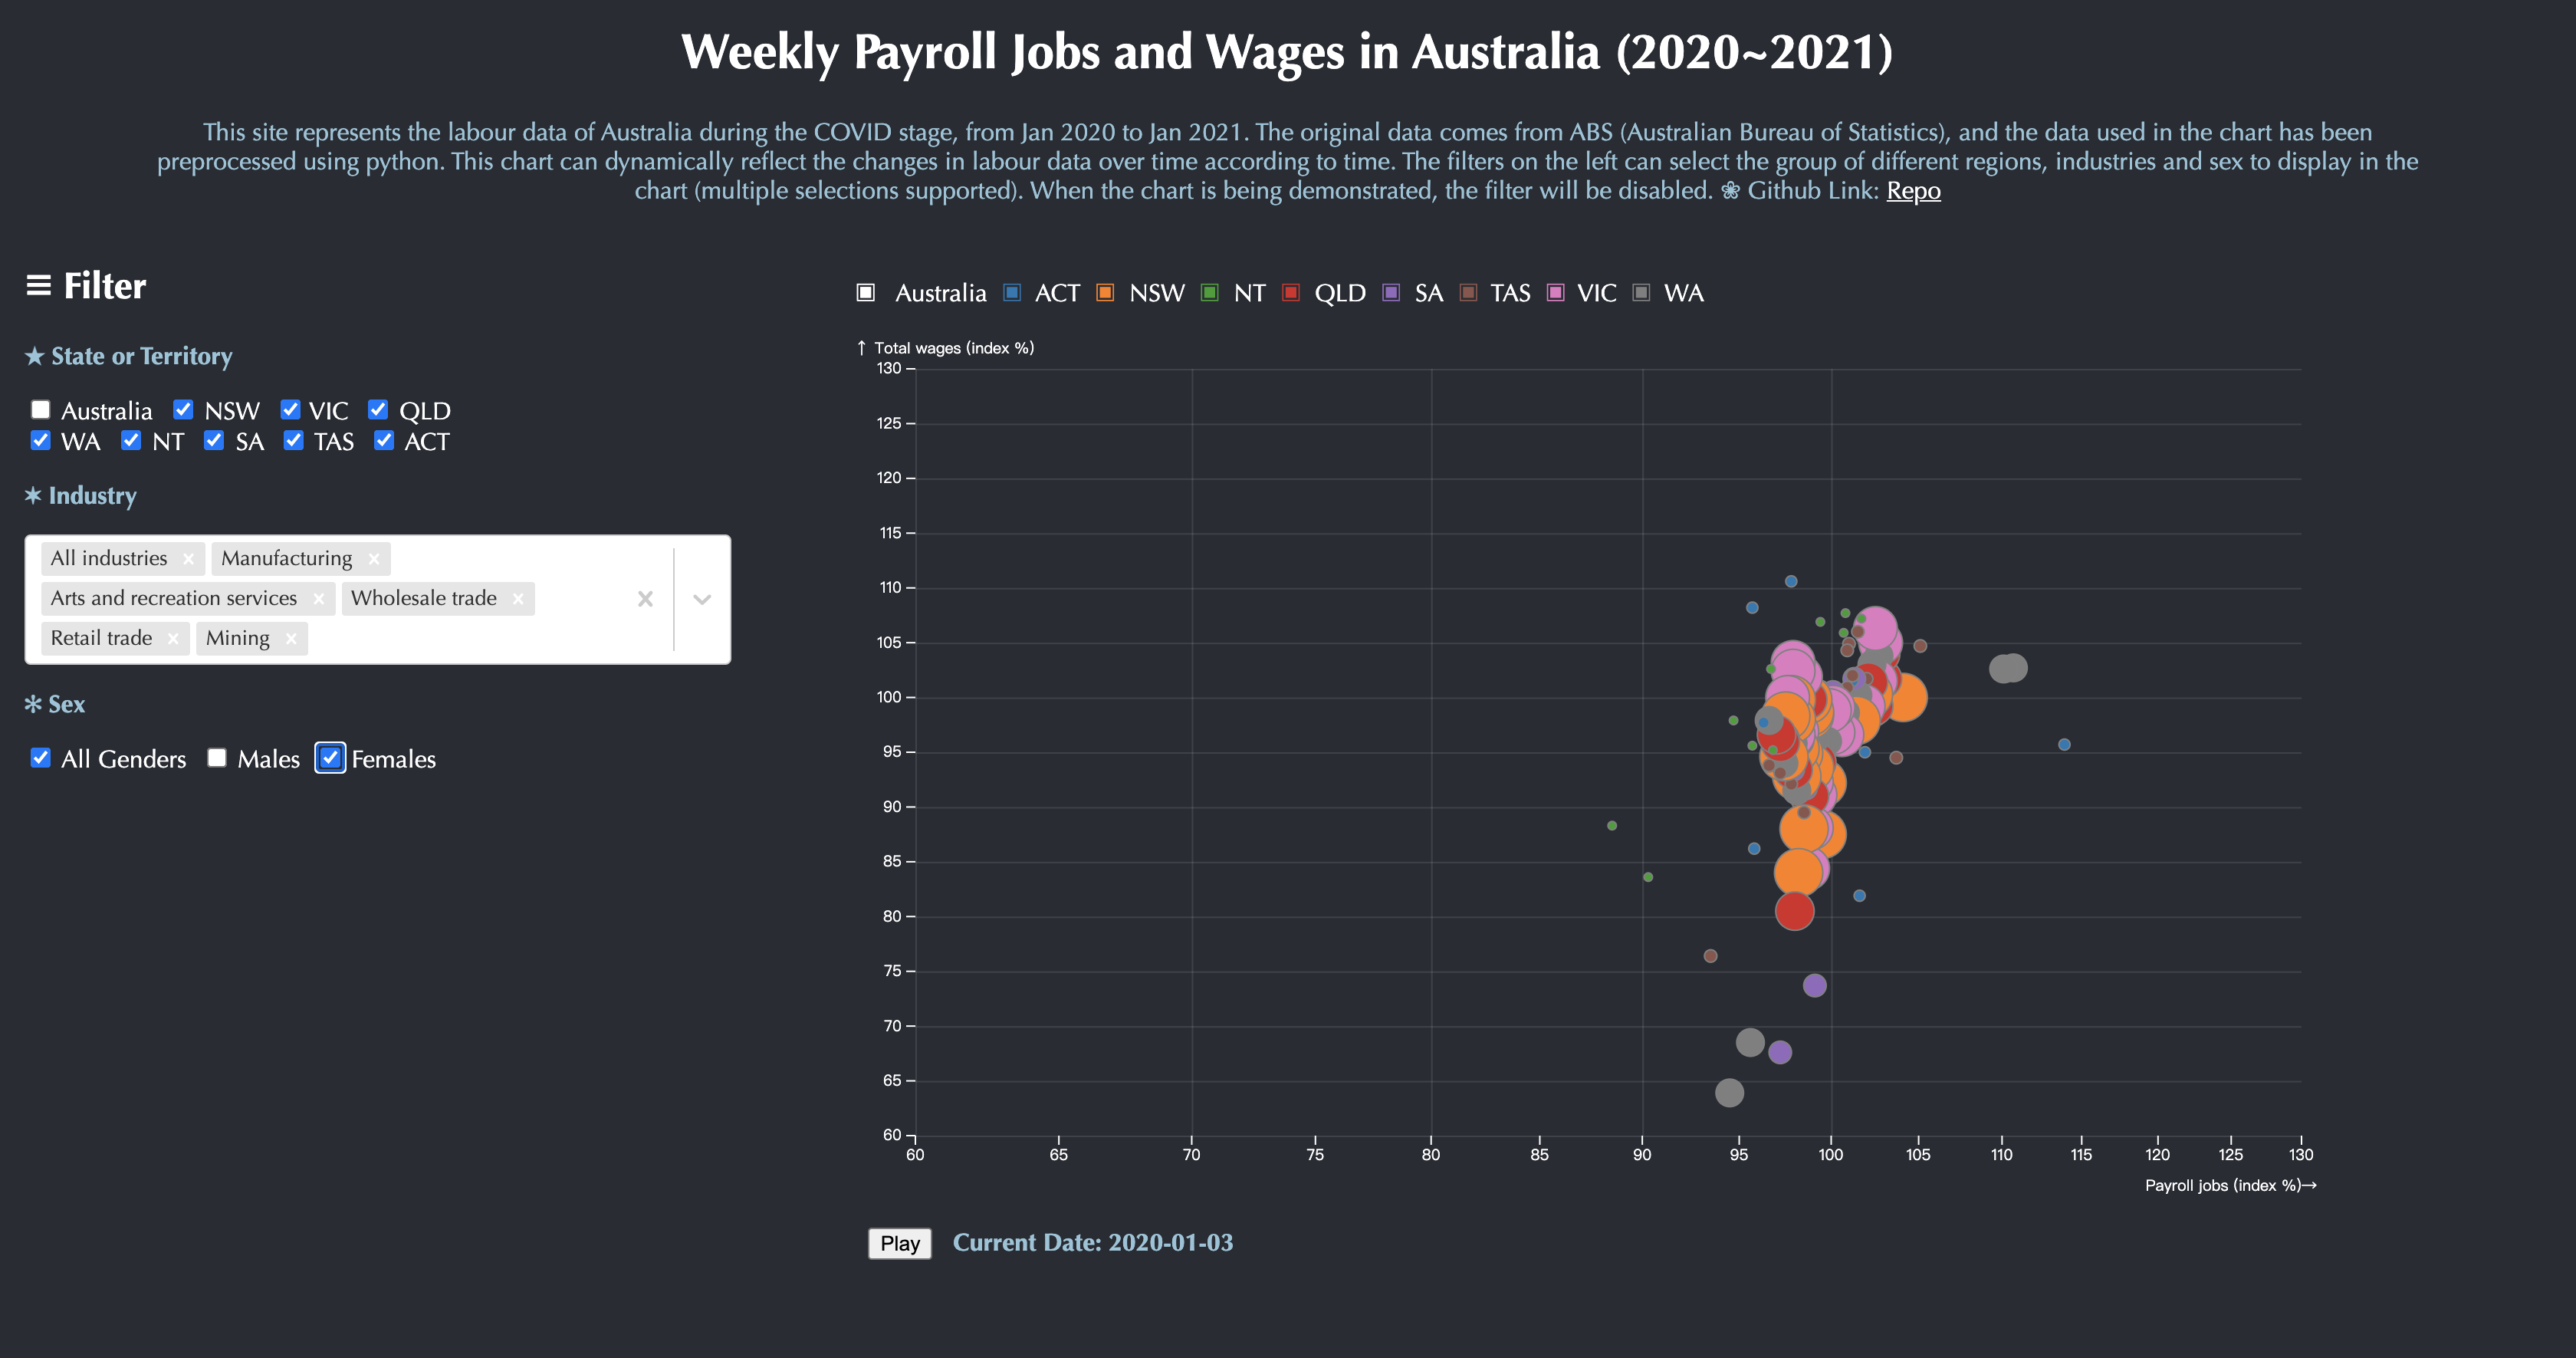 Weekly Payroll Jobs and Wages in Australia (2020~2021)
This site represents the labour data of Australia during the COVID stage, from Jan 2020 to Jan 2021. The original data comes from ABS (Australian Bureau of Statistics), and the data used in the chart has been
preprocessed using python. This chart can dynamically reflect the changes in labour data over time according to time. The filters on the left can select the group of different regions, industries and sex to display in the
chart (multiple selections supported). When the chart is being demonstrated, the filter will be disabled. ❀ Github Link: Repo
☰ Filter
★ State or Territory
Australia NSW VIC QLD
WA NT SA TAS ACT
✶ Industry
All industries × Manufacturing ×
Arts and recreation services × Wholesale trade ×
Retail trade × Mining ×
✻ Sex
All Genders Males Females
Australia ACT NSW NT QLD SA TAS VIC WA
↑ Total wages (index %)
130
125
120
115
110
105
100
95
90
85
80
75
70
65
60
60 65 70 75 80 85 90 95 100 105 110 115 120 125 130
Payroll jobs (index %)→
Play Current Date: 2020-01-03